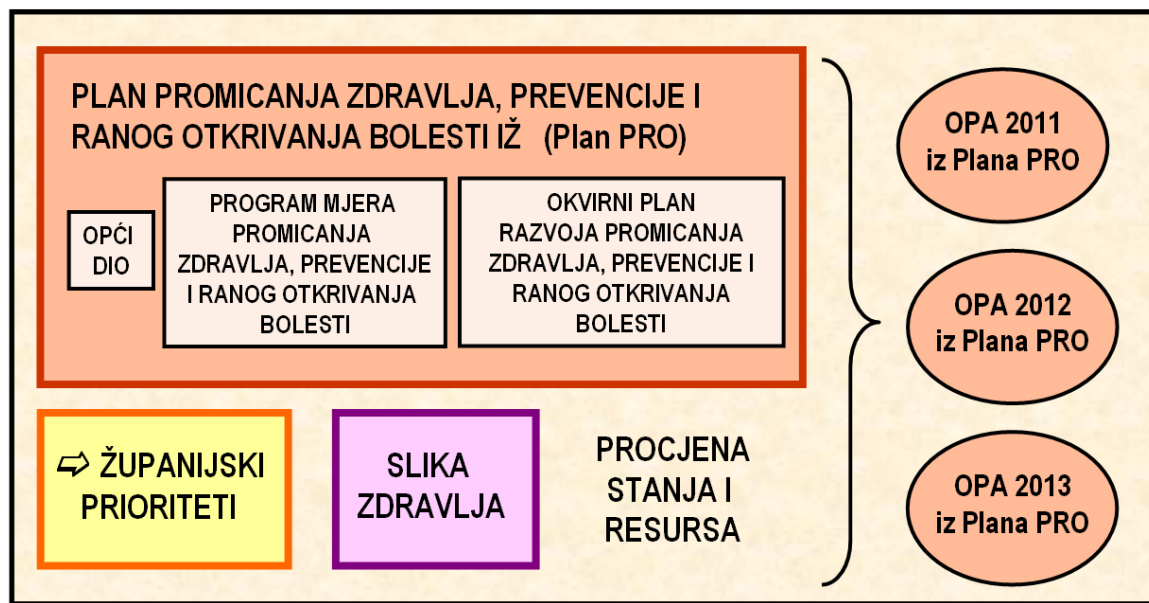 PLAN PROMICANJA ZDRAVLJA, PREVENCIJE I
RANOG OTKRIVANJA BOLESTI IŽ (Plan PRO)
OPĆI
DIO
PROGRAM MJERA
PROMICANJA
ZDRAVLJA, PREVENCIJE
I RANOG OTKRIVANJA
BOLESTI
OKVIRNI PLAN
RAZVOJA PROMICANJA
ZDRAVLJA, PREVENCIJE I
RANOG OTKRIVANJA
BOLESTI
⇨ ŽUPANIJSKI
PRIORITETI
SLIKA
ZDRAVLJA
PROCJENA
STANJA I
RESURSA
OPA 2011
iz Plana PRO
OPA 2012
iz Plana PRO
OPA 2013
iz Plana PRO